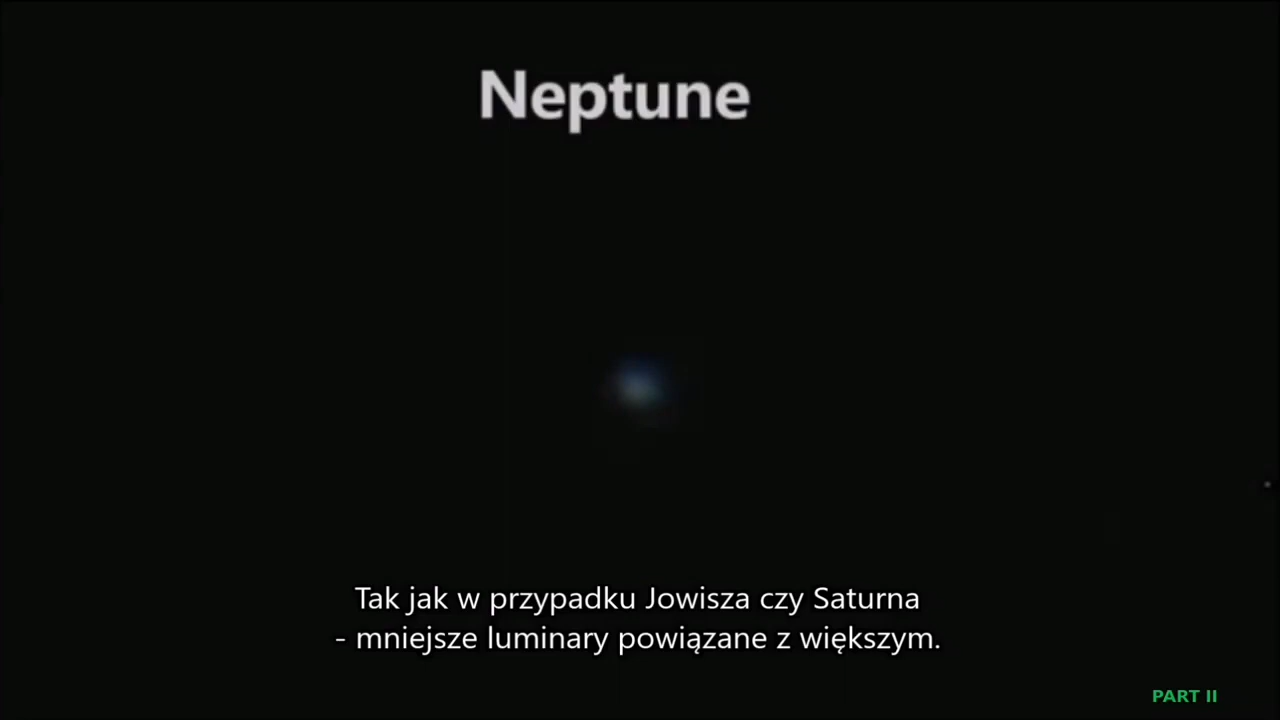 Neptune
Tak jak w przypadku Jowisza czy Saturna
- mniejsze luminary powiązane z większym.
PART II